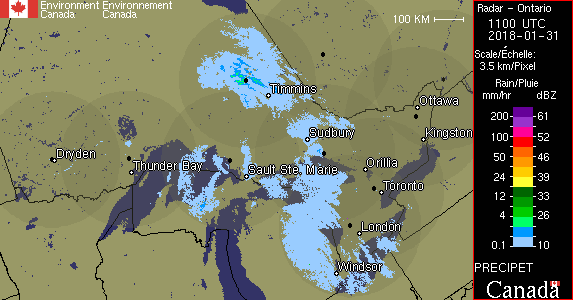 Environment Environnement
Canada Canada
100 KM
Radar - Ontario
1100 UTC
2018-01-31
Scale/Échelle:
3.5 km/Pixel
Rain/Pluie
mm/hr dBZ
200 61
100 52
50 46
24 39
12 33
4 26
0.1 10
PRECIPET
Canada
Timmins
Ottawa
Sudbury
Kingston
Dryden
Thunder Bay
Sault Ste. Marie
Orillia
Toronto
London
Windsor